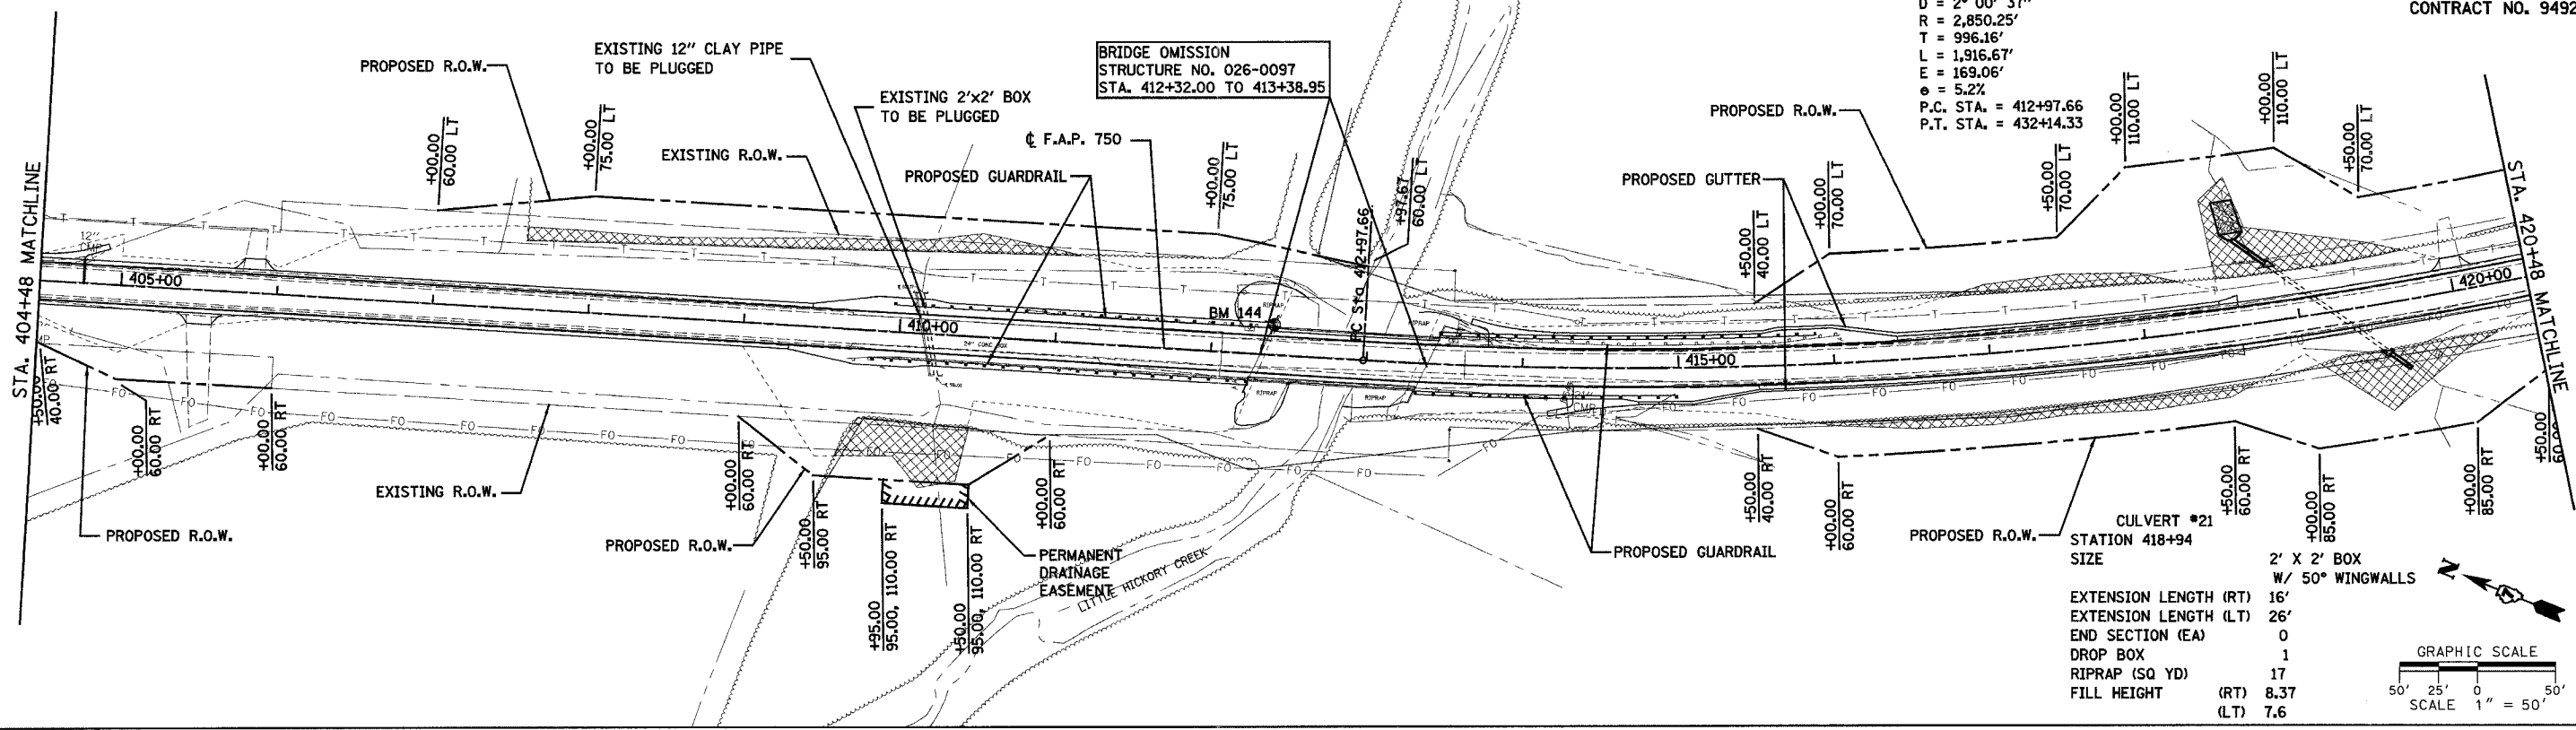 D = 2° 00' 37"
R = 2,850.25'
T = 996.16'
L = 1,916.67'
E = 169.06'
e = 5.2%
P.C. STA. = 412+97.66
P.T. STA. = 432+14.33
CONTRACT NO. 9492
PROPOSED R.O.W.
EXISTING 12" CLAY PIPE
TO BE PLUGGED
EXISTING 2'x2' BOX
TO BE PLUGGED
BRIDGE OMISSION
STRUCTURE NO. 026-0097
STA. 412+32.00 TO 413+38.95
℄ F.A.P. 750
EXISTING R.O.W.
PROPOSED GUARDRAIL
PROPOSED R.O.W.
PROPOSED GUTTER
+00.00
60.00 LT
+00.00
75.00 LT
+00.00
75.00 LT
+97.67
60.00 LT
PC Sta 412+97.66
+50.00
40.00 LT
+00.00
70.00 LT
+50.00
70.00 LT
+00.00
110.00 LT
+00.00
110.00 LT
+50.00
70.00 LT
STA. 404+48 MATCHLINE
STA. 420+48 MATCHLINE
12"
CMP
405+00
410+00
BM 144
415+00
420+00
RIPRAP
RIPRAP
RIPRAP
RIPRAP
24" CONC BOX
CMP
+50.00
40.00 RT
+00.00
60.00 RT
+00.00
60.00 RT
+00.00
60.00 RT
+50.00
95.00 RT
+95.00
95.00, 110.00 RT
+50.00
95.00, 110.00 RT
+00.00
60.00 RT
+50.00
40.00 RT
+00.00
60.00 RT
+50.00
60.00 RT
+00.00
85.00 RT
+00.00
85.00 RT
+50.00
PROPOSED R.O.W.
EXISTING R.O.W.
PROPOSED R.O.W.
PERMANENT
DRAINAGE
EASEMENT
LITTLE HICKORY CREEK
PROPOSED GUARDRAIL
PROPOSED R.O.W.
CULVERT #21
STATION 418+94
SIZE 2' X 2' BOX
W/ 50° WINGWALLS
EXTENSION LENGTH (RT) 16'
EXTENSION LENGTH (LT) 26'
END SECTION (EA) 0
DROP BOX 1
RIPRAP (SQ YD) 17
FILL HEIGHT (RT) 8.37
(LT) 7.6
N
GRAPHIC SCALE
50' 25' 0 50'
SCALE 1" = 50'